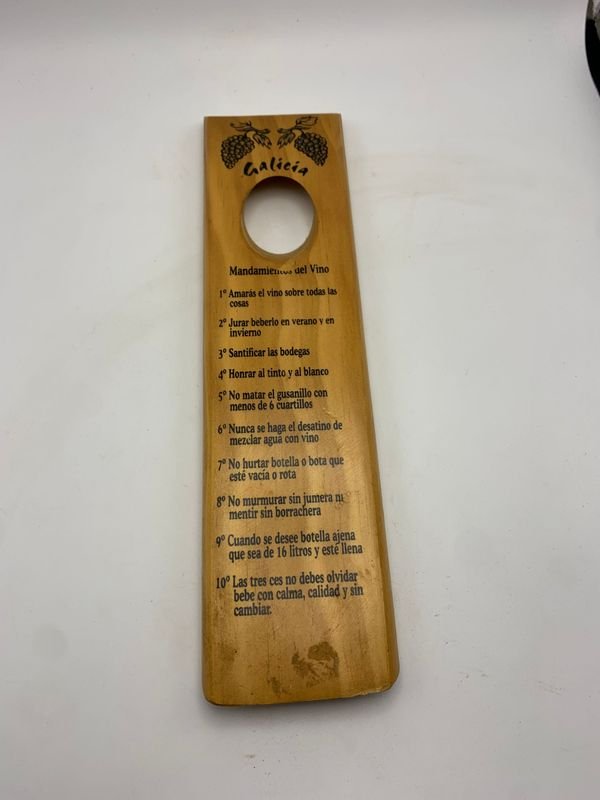 Galicia
Mandamientos del Vino
1º Amarás el vino sobre todas las
cosas
2º Jurar beberlo en verano y en
invierno
3º Santificar las bodegas
4º Honrar al tinto y al blanco
5º No matar el gusanillo con
menos de 6 cuartillos
6º Nunca se haga el desatino de
mezclar agua con vino
7º No hurtar botella o bota que
esté vacía o rota
8º No murmurar sin jumera ni
mentir sin borrachera
9º Cuando se desee botella ajena
que sea de 16 litros y esté llena
10º Las tres ces no debes olvidar
bebe con calma, calidad y sin
cambiar.